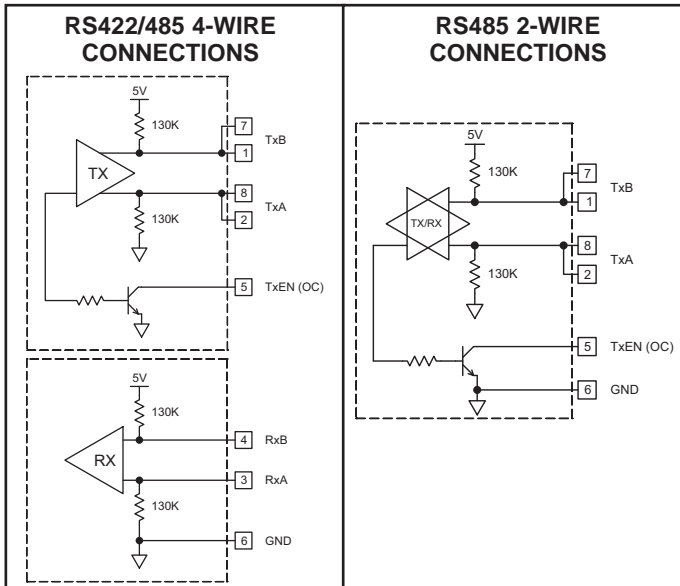 RS422/485 4-WIRE
CONNECTIONS
5V
130K
7
TxB
1
TX
8
TxA
2
130K
5
TxEN (OC)
5V
130K
4
RxB
RX
3
RxA
130K
6
GND
RS485 2-WIRE
CONNECTIONS
5V
130K
7
TxB
1
TX/RX
8
TxA
2
130K
5
TxEN (OC)
6
GND